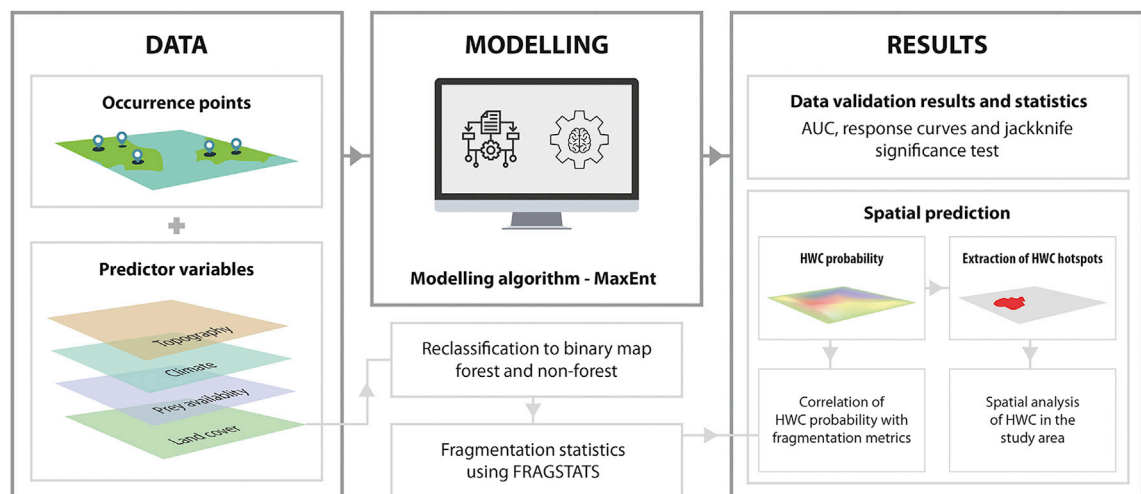 DATA
Occurrence points
Predictor variables
Topography
Climate
Prey availablity
Land cover
MODELLING
Modelling algorithm - MaxEnt
Reclassification to binary map
forest and non-forest
Fragmentation statistics
using FRAGSTATS
RESULTS
Data validation results and statistics
AUC, response curves and jackknife
significance test
Spatial prediction
HWC probability
Extraction of HWC hotspots
Correlation of
HWC probability with
fragmentation metrics
Spatial analysis
of HWC in the
study area